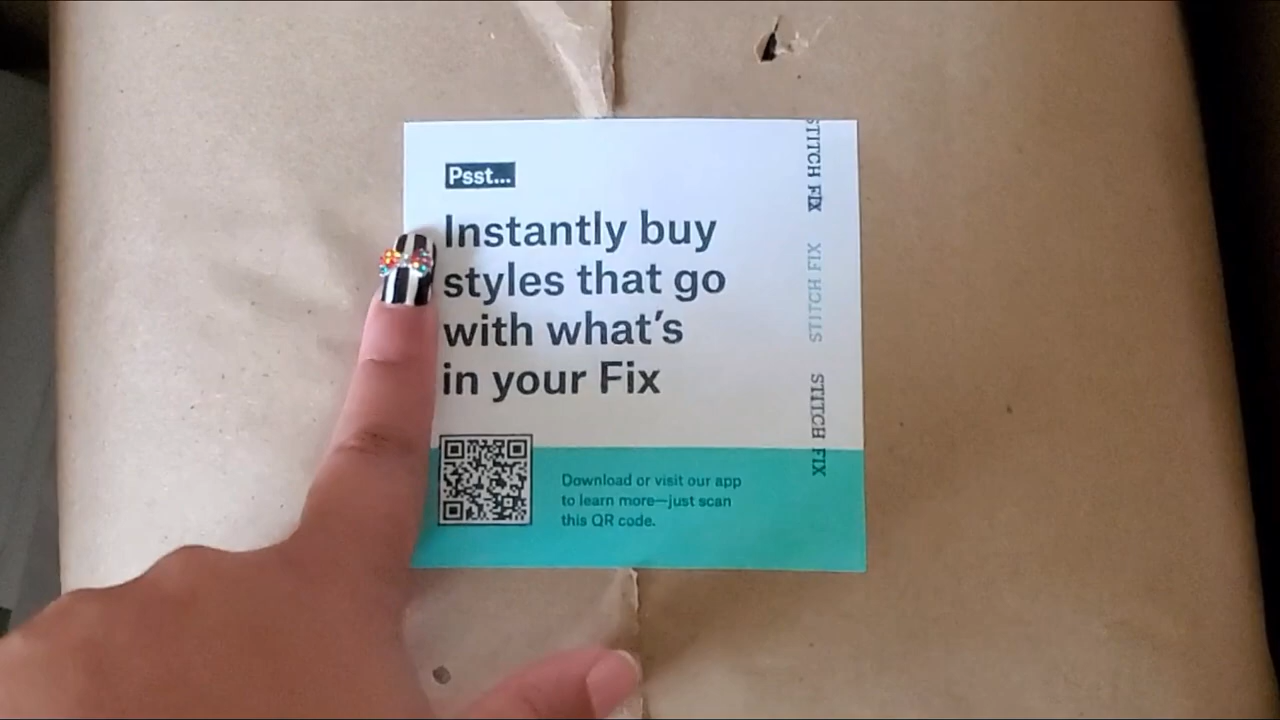 Psst...
Instantly buy
styles that go
with what's
in your Fix
Download or visit our app
to learn more—just scan
this QR code.
STITCH FIX
STITCH FIX
STITCH FIX